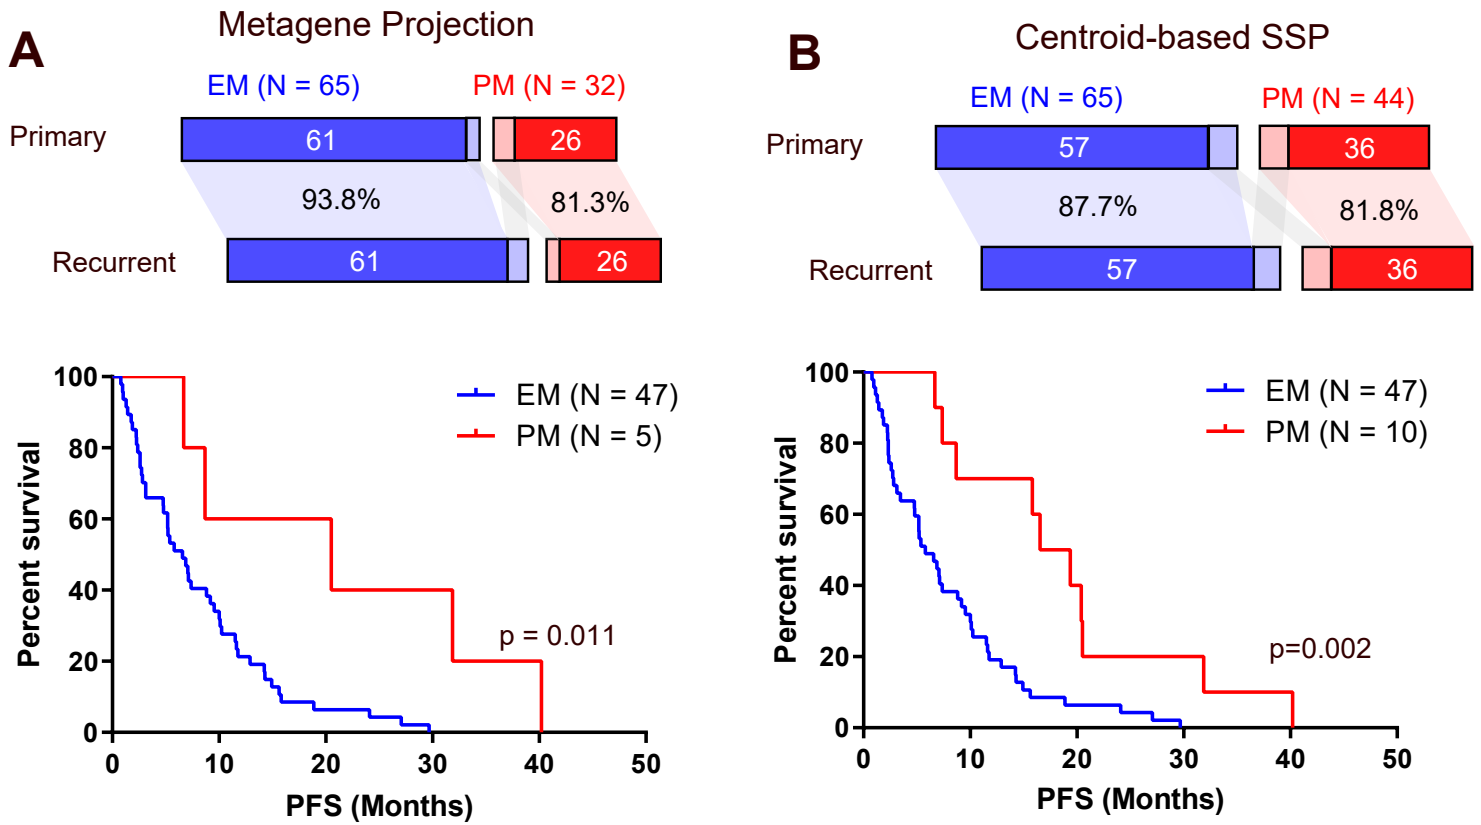 A
Metagene Projection
EM (N = 65)
PM (N = 32)
Primary
61
26
93.8%
81.3%
Recurrent
61
26
100
80
60
40
20
0
Percent survival
EM (N = 47)
PM (N = 5)
p = 0.011
0 10 20 30 40 50
PFS (Months)
B
Centroid-based SSP
EM (N = 65)
PM (N = 44)
Primary
57
36
87.7%
81.8%
Recurrent
57
36
100
80
60
40
20
0
Percent survival
EM (N = 47)
PM (N = 10)
p=0.002
0 10 20 30 40 50
PFS (Months)